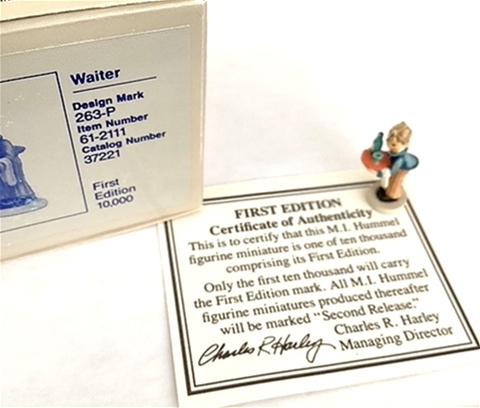 Waiter
Design Mark
263-P
Item Number
61-2111
Catalog Number
37221
First
Edition
10,000
FIRST EDITION
Certificate of Authenticity
This is to certify that this M.I. Hummel
figurine miniature is one of ten thousand
comprising its First Edition.
Only the first ten thousand will carry
the First Edition mark. All M.I. Hummel
figurine miniatures produced thereafter
will be marked "Second Release."
Charles R. Harley
Charles R. Harley
Managing Director